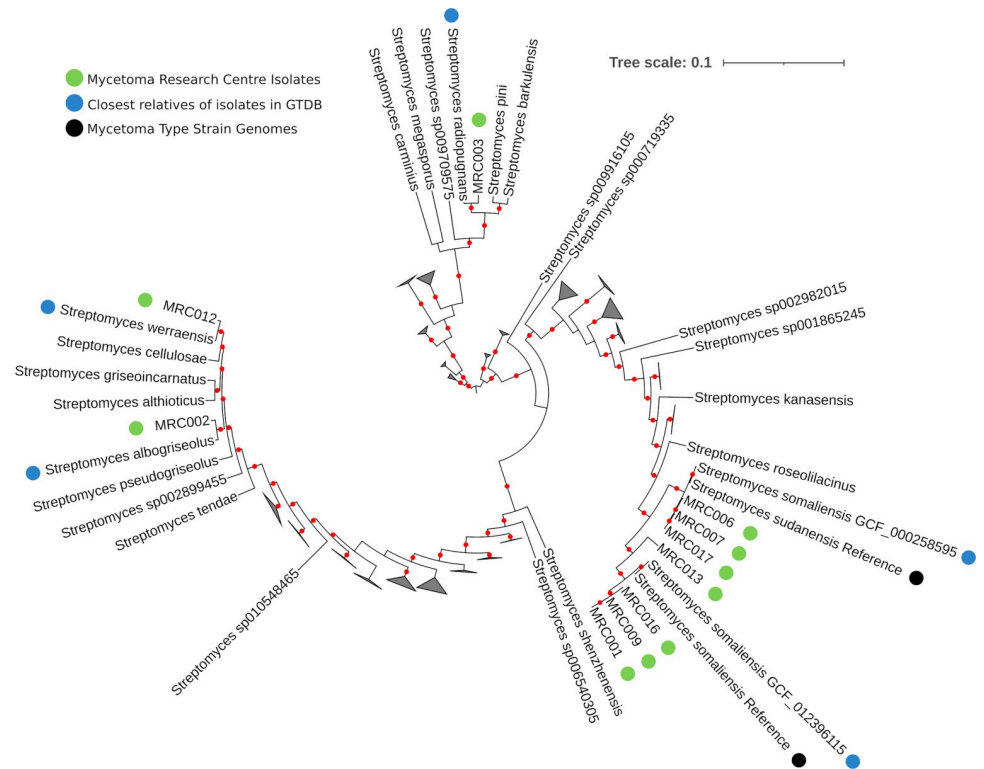 Mycetoma Research Centre Isolates
Closest relatives of isolates in GTDB
Mycetoma Type Strain Genomes
Tree scale: 0.1
Streptomyces carminius
Streptomyces megasporus
Streptomyces sp009709575
Streptomyces radiopugnans
MRC003
Streptomyces pini
Streptomyces barkulensis
Streptomyces sp009916105
Streptomyces sp000719335
Streptomyces sp002982015
Streptomyces sp001865245
Streptomyces kanasensis
Streptomyces roseolilacinus
Streptomyces somaliensis GCF_000258595
Streptomyces sudanensis Reference
MRC006
MRC007
MRC017
MRC013
Streptomyces somaliensis GCF_012396115
Streptomyces somaliensis Reference
MRC016
MRC009
MRC001
Streptomyces shenzhenensis
Streptomyces sp006540305
Streptomyces sp010548465
Streptomyces tendae
Streptomyces sp002899455
Streptomyces pseudogriseolus
Streptomyces albogriseolus
MRC002
Streptomyces althioticus
Streptomyces griseoincarnatus
Streptomyces cellulosae
Streptomyces werraensis
MRC012